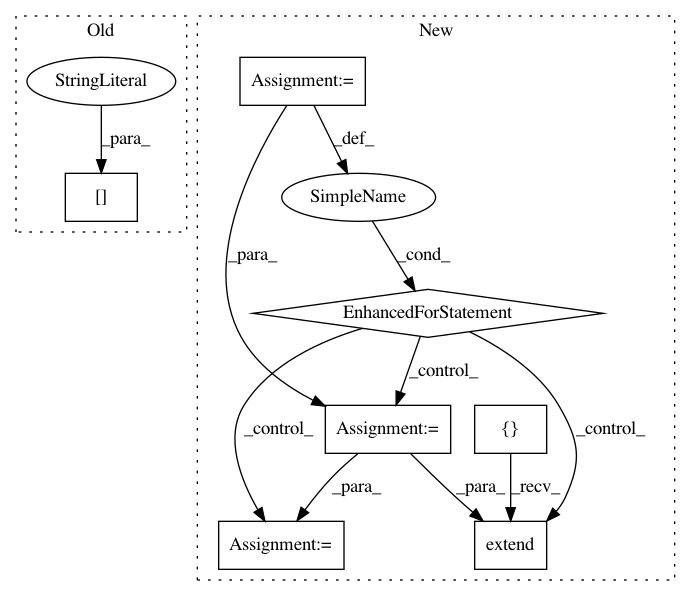 Old
New
StringLiteral
Assignment:=
_para_
_def_
[]
SimpleName
_para_
_cond_
EnhancedForStatement
_control_
_control_
_control_
Assignment:=
{}
_para_
_para_
_recv_
Assignment:=
extend